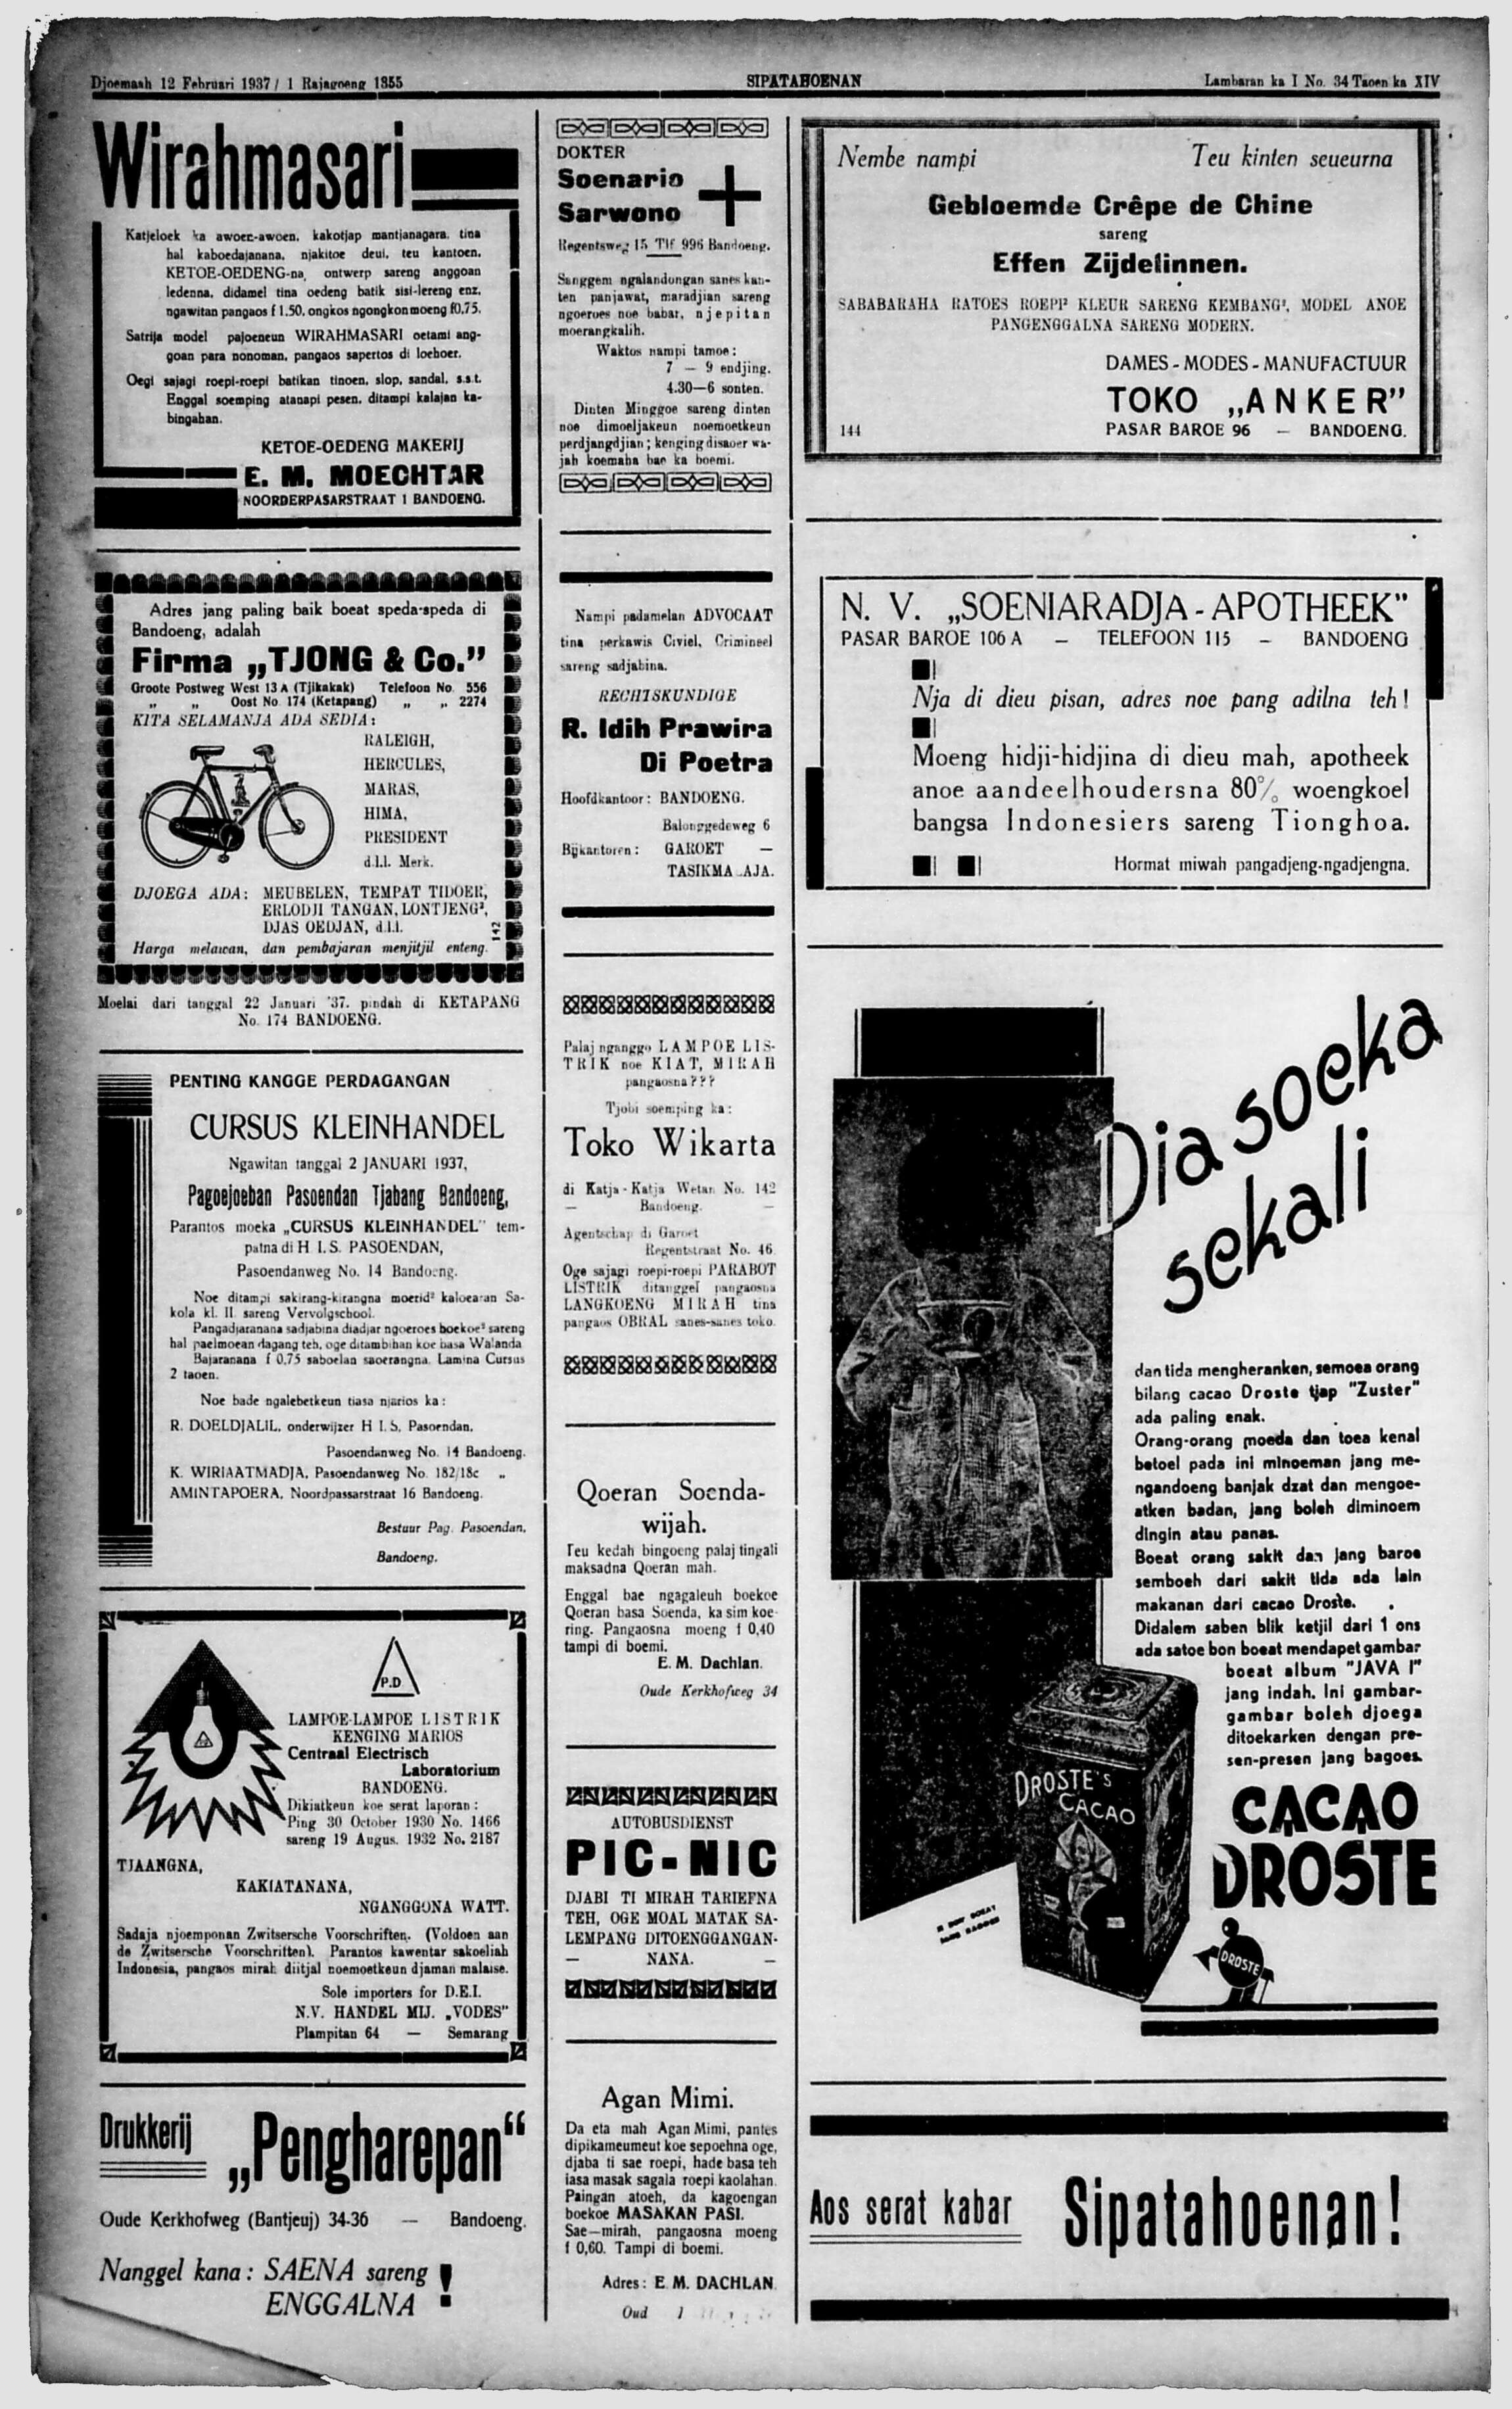 Djoemaah 12 Februari 1937 / 1 Rajagoeng 1355
SIPATAHOENAN
Lambaran ka I No. 34 Taoen ka XIV
Wirahmasari
Katjeloek ka awoen-awoen, kakotjap mantjanagara, tina
hal kaboedajanana, njakitoe deui, teu kantoen,
KETOE-OEDENG-na, ontwerp sareng anggoan
ledenna, didamel tina oedeng batik sisi-lereng enz.
ngawitan pangaos f 1.50, ongkos ngongkonmoeng f0,75.
Satrija model pajoeneun WIRAHMASARI oetami ang-
goan para nonoman, pangaos sapertos di loehoer.
Oegi sajagi roepi-roepi batikan tinoen, slop, sandal, s.s.t.
Enggal soemping atanapi pesen, ditampi kalajan ka-
bingahan.
KETOE-OEDENG MAKERIJ
E. M. MOECHTAR
NOORDERPASARSTRAAT 1 BANDOENG.
Adres jang paling baik boeat speda-speda di
Bandoeng, adalah
Firma „TJONG & Co.”
Groote Postweg West 13 A (Tjikakak) Telefoon No. 556
„ „ Oost No. 174 (Ketapang) „ „ 2274
KITA SELAMANJA ADA SEDIA:
RALEIGH,
HERCULES,
MARAS,
HIMA,
PRESIDENT
d.l.l. Merk.
DJOEGA ADA: MEUBELEN, TEMPAT TIDOER,
ERLODJI TANGAN, LONTJENG²,
DJAS OEDJAN, d.l.l.
Harga melawan, dan pembajaran menjitjil enteng.
142
Moelai dari tanggal 22 Januari '37. pindah di KETAPANG
No. 174 BANDOENG.
PENTING KANGGE PERDAGANGAN
CURSUS KLEINHANDEL
Ngawitan tanggal 2 JANUARI 1937,
Pagoejoeban Pasoendan Tjabang Bandoeng,
Parantos moeka „CURSUS KLEINHANDEL” tem-
patna di H. I. S. PASOENDAN,
Pasoendanweg No. 14 Bandoeng.
Noe ditampi sakirang-kirangna moerid² kaloearan Sa-
kola kl. II. sareng Vervolgschool.
Pangadjaranana sadjabina diadjar ngoeroes boekoe² sareng
hal paelmoean dagang teh, oge ditambihan koe basa Walanda
Bajaranana f 0,75 saboelan saoerangna. Lamina Cursus
2 taoen.
Noe bade ngalebetkeun tiasa njarios ka:
R. DOELDJALIL, onderwijzer H. I. S. Pasoendan,
Pasoendanweg No. 14 Bandoeng.
K. WIRIAATMADJA, Pasoendanweg No. 182/18c „
AMINTAPOERA, Noordpassarstraat 16 Bandoeng.
Bestuur Pag. Pasoendan,
Bandoeng.
P.D
LAMPOE-LAMPOE LISTRIK
KENGING MARIOS
Centraal Electrisch
Laboratorium
BANDOENG.
Dikiatkeun koe serat laporan:
Ping 30 October 1930 No. 1466
sareng 19 Augus. 1932 No. 2187
TJAANGNA,
KAKIATANANA,
NGANGGONA WATT.
Sadaja njoemponan Zwitsersche Voorschriften. (Voldoen aan
de Zwitsersche Voorschriften). Parantos kawentar sakoeliah
Indonesia, pangaos mirah diitjal noemoetkeun djaman malaise.
Sole importers for D.E.I.
N.V. HANDEL MIJ. „VODES”
Plampitan 64 — Semarang
Drukkerij „Pengharepan“
Oude Kerkhofweg (Bantjeuj) 34-36 — Bandoeng.
Nanggel kana: SAENA sareng
ENGGALNA !
DOKTER
Soenario
Sarwono
Regentsweg 15 Tlf 996 Bandoeng.
Sanggem ngalandongan sanes kan-
ten panjawat, maradjian sareng
ngoeroes noe babar, njepitan
moerangkalih.
Waktos nampi tamoe:
7 — 9 endjing.
4.30—6 sonten.
Dinten Minggoe sareng dinten
noe dimoeljakeun noemoetkeun
perdjangdjian; kenging disaoer wa-
jah koemaha bae ka boemi.
Nampi padamelan ADVOCAAT
tina perkawis Civiel, Crimineel
sareng sadjabina.
RECHTSKUNDIGE
R. Idih Prawira
Di Poetra
Hoofdkantoor: BANDOENG.
Balonggedeweg 6
Bijkantoren: GAROET —
TASIKMALAJA.
Palaj nganggo LAMPOE LIS-
TRIK noe KIAT, MIRAH
pangaosna???
Tjobi soemping ka:
Toko Wikarta
di Katja-Katja Wetan No. 142
— Bandoeng. —
Agentschap di Garoet
Regentstraat No. 46
Oge sajagi roepi-roepi PARABOT
LISTRIK ditanggel pangaosna
LANGKOENG MIRAH tina
pangaos OBRAL sanes-sanes toko.
Qoeran Soenda-
wijah.
Teu kedah bingoeng palaj tingali
maksadna Qoeran mah.
Enggal bae ngagaleuh boekoe
Qoeran basa Soenda, ka sim koe-
ring. Pangaosna moeng f 0,40
tampi di boemi.
E. M. Dachlan.
Oude Kerkhofweg 34
AUTOBUSDIENST
PIC-NIC
DJABI TI MIRAH TARIEFNA
TEH, OGE MOAL MATAK SA-
LEMPANG DITOENGGANGAN-
— NANA. —
Agan Mimi.
Da eta mah Agan Mimi, pantes
dipikameumeut koe sepoehna oge,
djaba ti sae roepi, hade basa teh
iasa masak sagala roepi kaolahan.
Paingan atoeh, da kagoengan
boekoe MASAKAN PASI.
Sae—mirah, pangaosna moeng
f 0,60. Tampi di boemi.
Adres: E. M. DACHLAN
Oud
Nembe nampi Teu kinten seueurna
Gebloemde Crêpe de Chine
sareng
Effen Zijdelinnen.
SABABARAHA RATOES ROEPI² KLEUR SARENG KEMBANG², MODEL ANOE
PANGENGGALNA SARENG MODERN.
DAMES - MODES - MANUFACTUUR
TOKO „ANKER”
144 PASAR BAROE 96 — BANDOENG.
N. V. „SOENIARADJA - APOTHEEK”
PASAR BAROE 106 A — TELEFOON 115 — BANDOENG
Nja di dieu pisan, adres noe pang adilna teh!
Moeng hidji-hidjina di dieu mah, apotheek
anoe aandeelhoudersna 80% woengkoel
bangsa Indonesiers sareng Tionghoa.
Hormat miwah pangadjeng-ngadjengna.
Dia soeka
sekali
dan tida mengheranken, semoea orang
bilang cacao Droste tjap "Zuster"
ada paling enak.
Orang-orang moeda dan toea kenal
betoel pada ini minoeman jang me-
ngandoeng banjak dzat dan mengoe-
atken badan, jang boleh diminoem
dingin atau panas.
Boeat orang sakit dan jang baroe
semboeh dari sakit tida ada lain
makanan dari cacao Droste.
Didalem saben blik ketjil dari 1 ons
ada satoe bon boeat mendapet gambar
boeat album "JAVA I"
jang indah. Ini gambar-
gambar boleh djoega
ditoekarken dengan pre-
sen-presen jang bagoes.
DROSTE'S
CACAO
CACAO
DROSTE
DROSTE
Aos serat kabar Sipatahoenan!